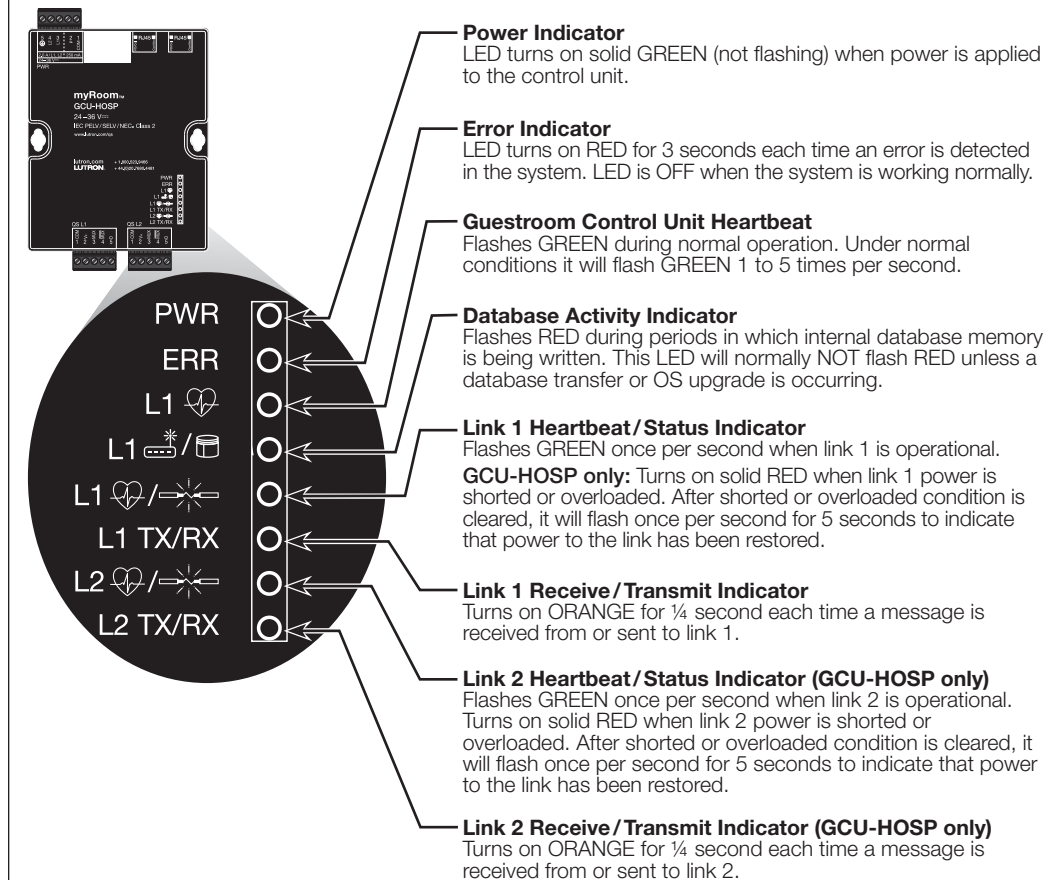 RJ45
RJ45
PWR
myRoom™
GCU-HOSP
24–36 V
IEC PELV/SELV/NEC® Class 2
www.lutron.com/qs
lutron.com
LUTRON
PWR
ERR
L1
L1 /
L1 /
L1 TX/RX
L2 /
L2 TX/RX
QS L1
QS L2
PWR
ERR
L1
L1 /
L1 /
L1 TX/RX
L2 /
L2 TX/RX
Power Indicator
LED turns on solid GREEN (not flashing) when power is applied
to the control unit.
Error Indicator
LED turns on RED for 3 seconds each time an error is detected
in the system. LED is OFF when the system is working normally.
Guestroom Control Unit Heartbeat
Flashes GREEN during normal operation. Under normal
conditions it will flash GREEN 1 to 5 times per second.
Database Activity Indicator
Flashes RED during periods in which internal database memory
is being written. This LED will normally NOT flash RED unless a
database transfer or OS upgrade is occurring.
Link 1 Heartbeat/Status Indicator
Flashes GREEN once per second when link 1 is operational.
GCU-HOSP only: Turns on solid RED when link 1 power is
shorted or overloaded. After shorted or overloaded condition is
cleared, it will flash once per second for 5 seconds to indicate
that power to the link has been restored.
Link 1 Receive/Transmit Indicator
Turns on ORANGE for ¼ second each time a message is
received from or sent to link 1.
Link 2 Heartbeat/Status Indicator (GCU-HOSP only)
Flashes GREEN once per second when link 2 is operational.
Turns on solid RED when link 2 power is shorted or
overloaded. After shorted or overloaded condition is cleared, it
will flash once per second for 5 seconds to indicate that power
to the link has been restored.
Link 2 Receive/Transmit Indicator (GCU-HOSP only)
Turns on ORANGE for ¼ second each time a message is
received from or sent to link 2.